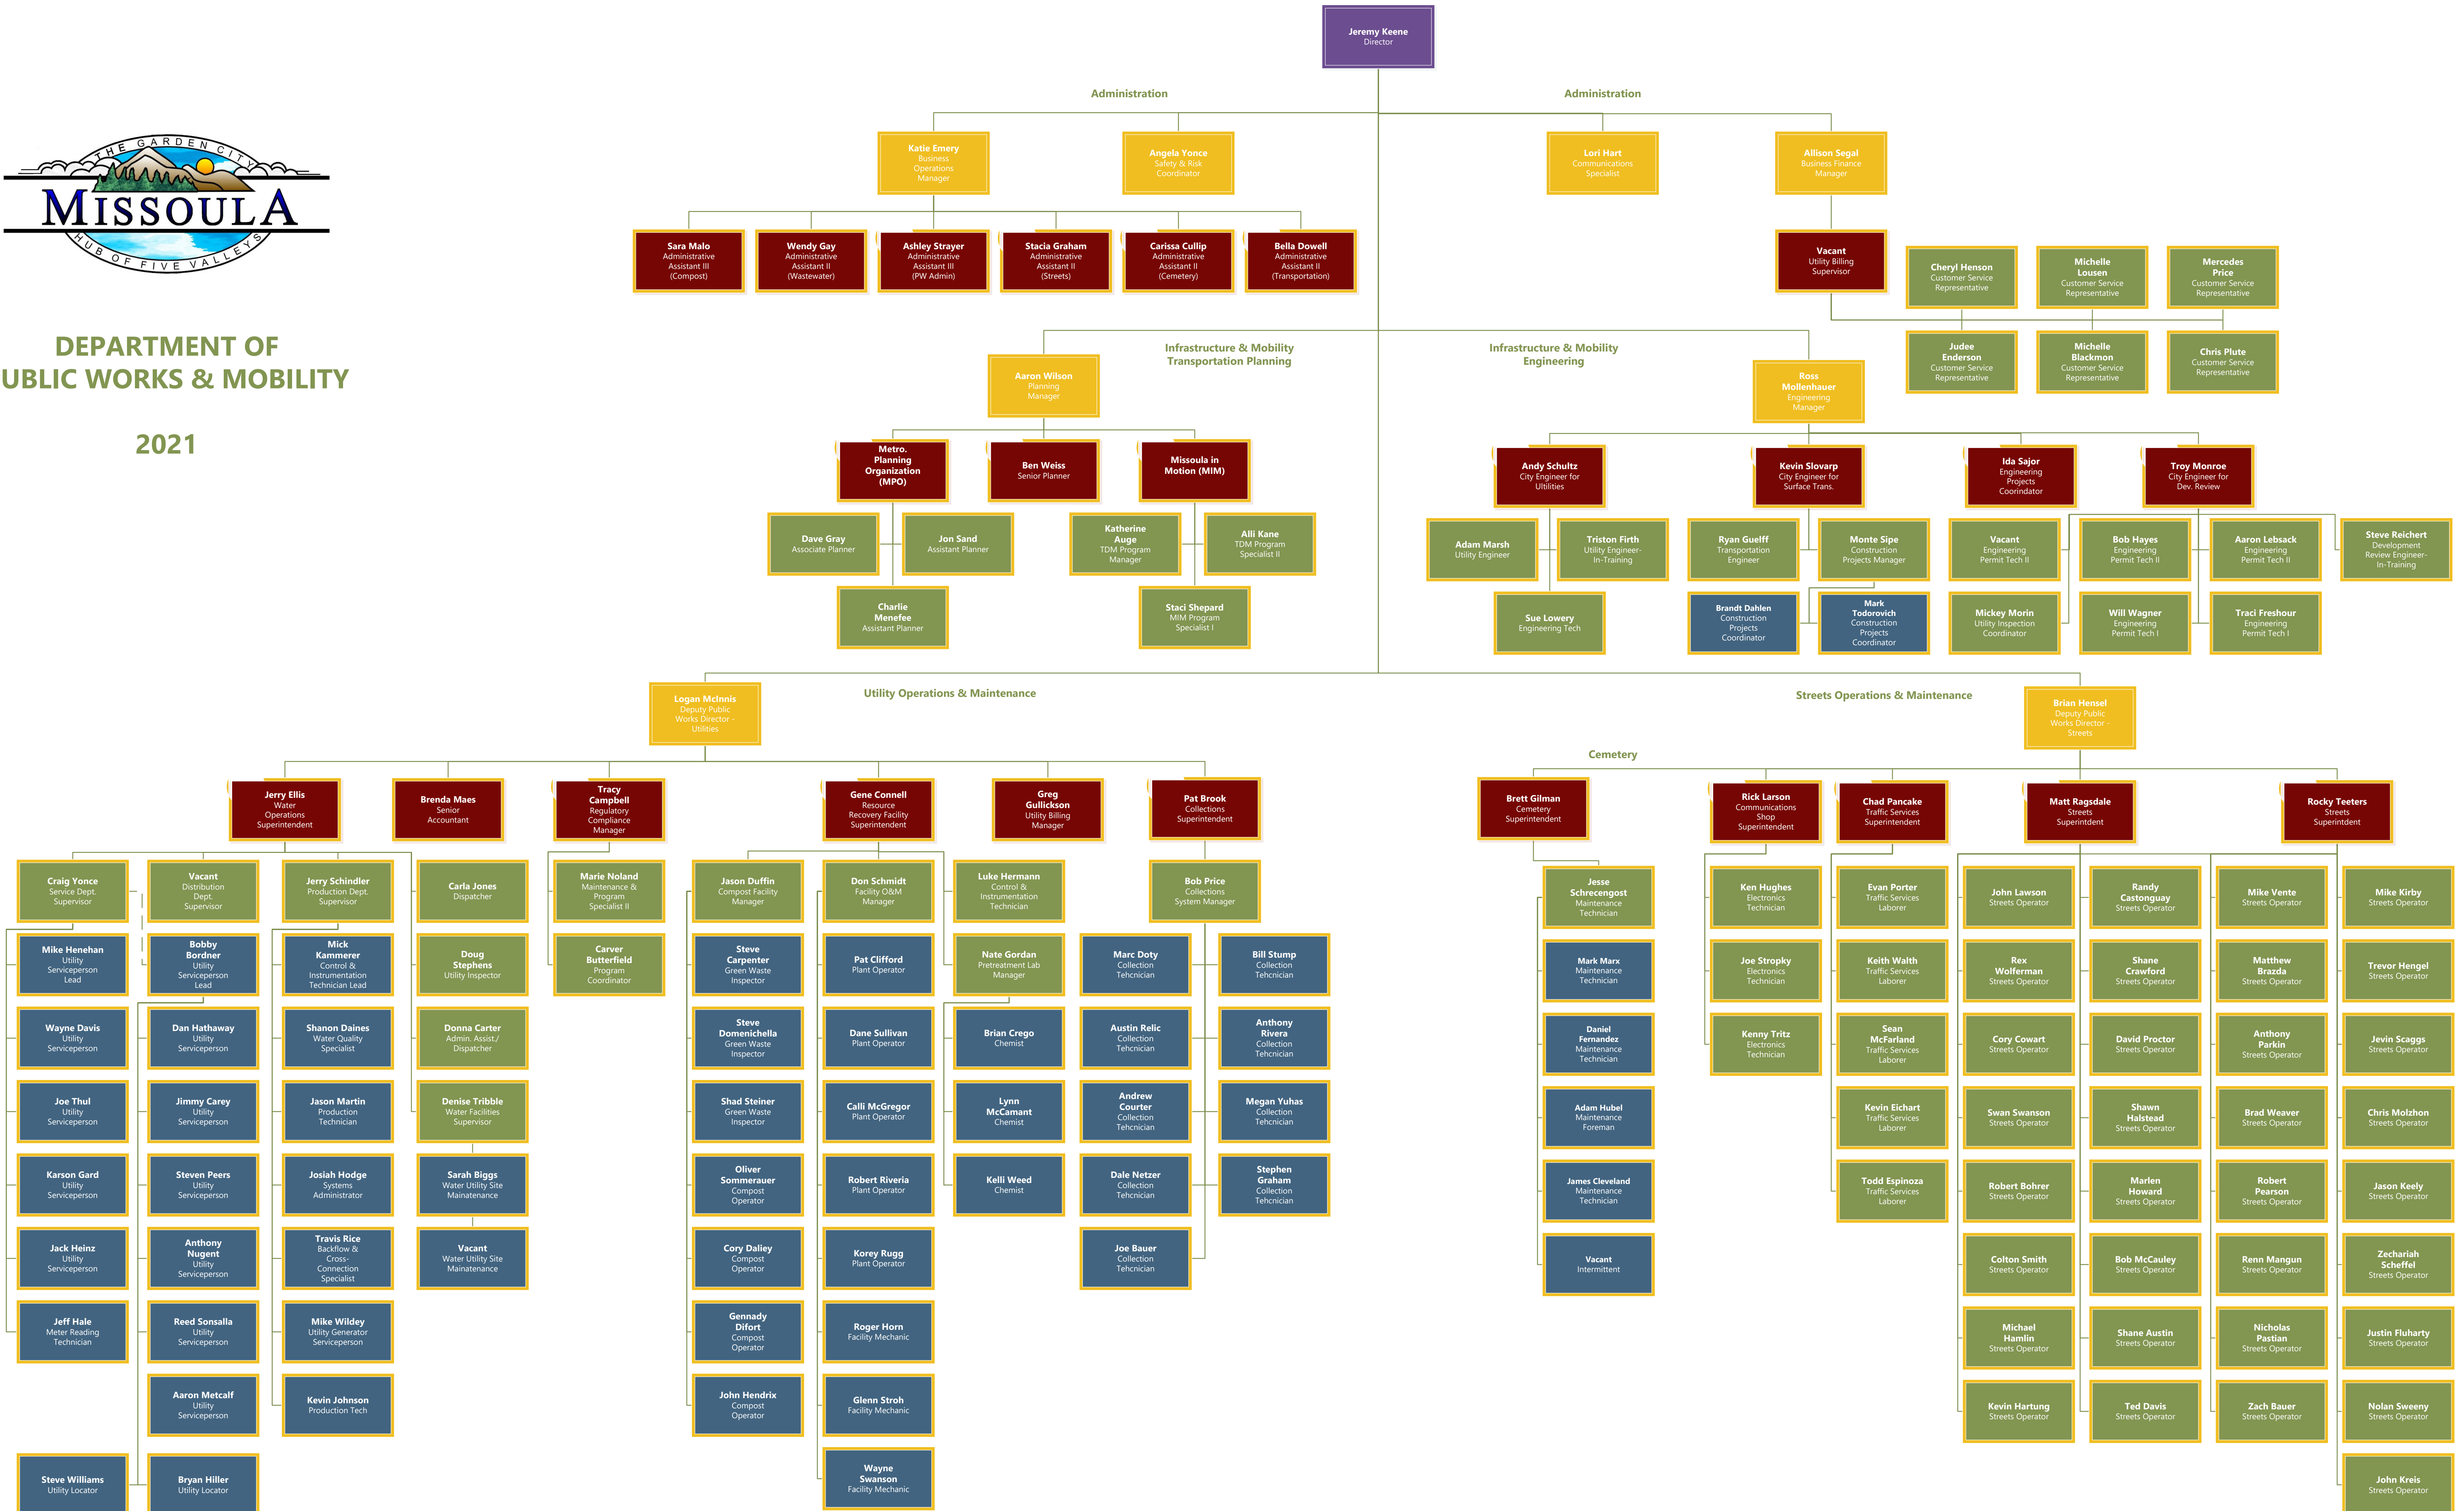 Jeremy Keene
Director
Administration
Administration
THE GARDEN CITY
MISSOULA
HUB OF FIVE VALLEYS
DEPARTMENT OF
UBLIC WORKS & MOBILITY
2021
Katie Emery
Business
Operations
Manager
Angela Yonce
Safety & Risk
Coordinator
Lori Hart
Communications
Specialist
Allison Segal
Business Finance
Manager
Sara Malo
Administrative
Assistant III
(Compost)
Wendy Gay
Administrative
Assistant II
(Wastewater)
Ashley Strayer
Administrative
Assistant III
(PW Admin)
Stacia Graham
Administrative
Assistant II
(Streets)
Carissa Cullip
Administrative
Assistant II
(Cemetery)
Bella Dowell
Administrative
Assistant II
(Transportation)
Vacant
Utility Billing
Supervisor
Cheryl Henson
Customer Service
Representative
Michelle
Lousen
Customer Service
Representative
Mercedes
Price
Customer Service
Representative
Judee
Enderson
Customer Service
Representative
Michelle
Blackmon
Customer Service
Representative
Chris Plute
Customer Service
Representative
Infrastructure & Mobility
Transportation Planning
Infrastructure & Mobility
Engineering
Aaron Wilson
Planning
Manager
Ross
Mollenhauer
Engineering
Manager
Metro.
Planning
Organization
(MPO)
Ben Weiss
Senior Planner
Missoula in
Motion (MIM)
Andy Schultz
City Engineer for
Ultilities
Kevin Slovarp
City Engineer for
Surface Trans.
Ida Sajor
Engineering
Projects
Coorindator
Troy Monroe
City Engineer for
Dev. Review
Dave Gray
Associate Planner
Jon Sand
Assistant Planner
Katherine
Auge
TDM Program
Manager
Alli Kane
TDM Program
Specialist II
Adam Marsh
Utility Engineer
Triston Firth
Utility Engineer-
In-Training
Ryan Guelff
Transportation
Engineer
Monte Sipe
Construction
Projects Manager
Vacant
Engineering
Permit Tech II
Bob Hayes
Engineering
Permit Tech II
Aaron Lebsack
Engineering
Permit Tech II
Steve Reichert
Development
Review Engineer-
In-Training
Charlie
Menefee
Assistant Planner
Staci Shepard
MIM Program
Specialist I
Sue Lowery
Engineering Tech
Brandt Dahlen
Construction
Projects
Coordinator
Mark
Todorovich
Construction
Projects
Coordinator
Mickey Morin
Utility Inspection
Coordinator
Will Wagner
Engineering
Permit Tech I
Traci Freshour
Engineering
Permit Tech I
Logan McInnis
Deputy Public
Works Director -
Utilities
Utility Operations & Maintenance
Streets Operations & Maintenance
Brian Hensel
Deputy Public
Works Director -
Streets
Cemetery
Jerry Ellis
Water
Operations
Superintendent
Brenda Maes
Senior
Accountant
Tracy
Campbell
Regulatory
Compliance
Manager
Gene Connell
Resource
Recovery Facility
Superintendent
Greg
Gullickson
Utility Billing
Manager
Pat Brook
Collections
Superintendent
Brett Gilman
Cemetery
Superintendent
Rick Larson
Communications
Shop
Superintendent
Chad Pancake
Traffic Services
Superintendent
Matt Ragsdale
Streets
Superintdent
Rocky Teeters
Streets
Superintdent
Craig Yonce
Service Dept.
Supervisor
Vacant
Distribution
Dept.
Supervisor
Jerry Schindler
Production Dept.
Supervisor
Carla Jones
Dispatcher
Marie Noland
Maintenance &
Program
Specialist II
Jason Duffin
Compost Facility
Manager
Don Schmidt
Facility O&M
Manager
Luke Hermann
Control &
Instrumentation
Technician
Bob Price
Collections
System Manager
Jesse
Schrecengost
Maintenance
Technician
Ken Hughes
Electronics
Technician
Evan Porter
Traffic Services
Laborer
John Lawson
Streets Operator
Randy
Castonguay
Streets Operator
Mike Vente
Streets Operator
Mike Kirby
Streets Operator
Mike Henehan
Utility
Serviceperson
Lead
Bobby
Bordner
Utility
Serviceperson
Lead
Mick
Kammerer
Control &
Instrumentation
Technician Lead
Doug
Stephens
Utility Inspector
Carver
Butterfield
Program
Coordinator
Steve
Carpenter
Green Waste
Inspector
Pat Clifford
Plant Operator
Nate Gordan
Pretreatment Lab
Manager
Marc Doty
Collection
Tehcnician
Bill Stump
Collection
Tehcnician
Mark Marx
Maintenance
Technician
Joe Stropky
Electronics
Technician
Keith Walth
Traffic Services
Laborer
Rex
Wolferman
Streets Operator
Shane
Crawford
Streets Operator
Matthew
Brazda
Streets Operator
Trevor Hengel
Streets Operator
Wayne Davis
Utility
Serviceperson
Dan Hathaway
Utility
Serviceperson
Shanon Daines
Water Quality
Specialist
Donna Carter
Admin. Assist./
Dispatcher
Steve
Domenichella
Green Waste
Inspector
Dane Sullivan
Plant Operator
Brian Crego
Chemist
Austin Relic
Collection
Tehcnician
Anthony
Rivera
Collection
Tehcnician
Daniel
Fernandez
Maintenance
Technician
Kenny Tritz
Electronics
Technician
Sean
McFarland
Traffic Services
Laborer
Cory Cowart
Streets Operator
David Proctor
Streets Operator
Anthony
Parkin
Streets Operator
Jevin Scaggs
Streets Operator
Joe Thul
Utility
Serviceperson
Jimmy Carey
Utility
Serviceperson
Jason Martin
Production
Technician
Denise Tribble
Water Facilities
Supervisor
Shad Steiner
Green Waste
Inspector
Calli McGregor
Plant Operator
Lynn
McCamant
Chemist
Andrew
Courter
Collection
Tehcnician
Megan Yuhas
Collection
Tehcnician
Adam Hubel
Maintenance
Foreman
Kevin Eichart
Traffic Services
Laborer
Swan Swanson
Streets Operator
Shawn
Halstead
Streets Operator
Brad Weaver
Streets Operator
Chris Molzhon
Streets Operator
Karson Gard
Utility
Serviceperson
Steven Peers
Utility
Serviceperson
Josiah Hodge
Systems
Administrator
Sarah Biggs
Water Utility Site
Mainatenance
Oliver
Sommerauer
Compost
Operator
Robert Riveria
Plant Operator
Kelli Weed
Chemist
Dale Netzer
Collection
Tehcnician
Stephen
Graham
Collection
Tehcnician
James Cleveland
Maintenance
Technician
Todd Espinoza
Traffic Services
Laborer
Robert Bohrer
Streets Operator
Marlen
Howard
Streets Operator
Robert
Pearson
Streets Operator
Jason Keely
Streets Operator
Jack Heinz
Utility
Serviceperson
Anthony
Nugent
Utility
Serviceperson
Travis Rice
Backflow &
Cross-
Connection
Specialist
Vacant
Water Utility Site
Mainatenance
Cory Daliey
Compost
Operator
Korey Rugg
Plant Operator
Joe Bauer
Collection
Tehcnician
Vacant
Intermittent
Colton Smith
Streets Operator
Bob McCauley
Streets Operator
Renn Mangun
Streets Operator
Zechariah
Scheffel
Streets Operator
Jeff Hale
Meter Reading
Technician
Reed Sonsalla
Utility
Serviceperson
Mike Wildey
Utility Generator
Serviceperson
Gennady
Difort
Compost
Operator
Roger Horn
Facility Mechanic
Michael
Hamlin
Streets Operator
Shane Austin
Streets Operator
Nicholas
Pastian
Streets Operator
Justin Fluharty
Streets Operator
Aaron Metcalf
Utility
Serviceperson
Kevin Johnson
Production Tech
John Hendrix
Compost
Operator
Glenn Stroh
Facility Mechanic
Kevin Hartung
Streets Operator
Ted Davis
Streets Operator
Zach Bauer
Streets Operator
Nolan Sweeny
Streets Operator
Steve Williams
Utility Locator
Bryan Hiller
Utility Locator
Wayne
Swanson
Facility Mechanic
John Kreis
Streets Operator